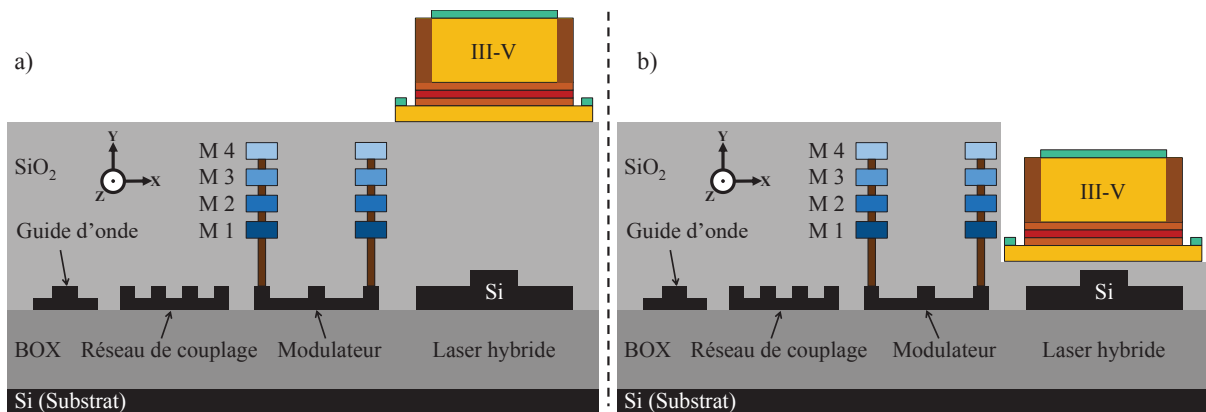 a)
III-V
Y
X
Z
SiO2
M 4
M 3
M 2
M 1
Guide d'onde
Si
BOX
Réseau de couplage
Modulateur
Laser hybride
Si (Substrat)
b)
III-V
Y
X
Z
SiO2
M 4
M 3
M 2
M 1
Guide d'onde
Si
BOX
Réseau de couplage
Modulateur
Laser hybride
Si (Substrat)